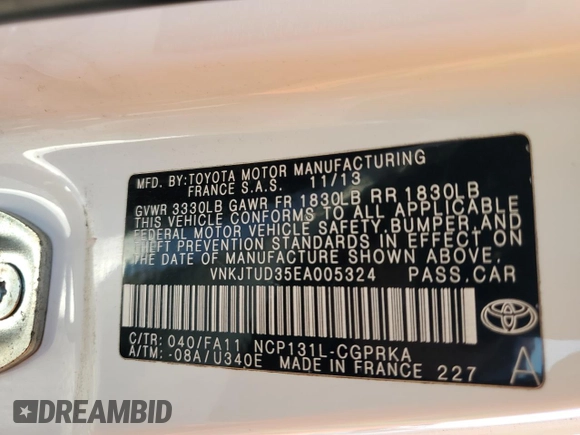 MFD. BY:TOYOTA MOTOR MANUFACTURING
FRANCE S.A.S. 11/13
GVWR 3330LB GAWR FR 1830LB RR 1830LB
THIS VEHICLE CONFORMS TO ALL APPLICABLE
FEDERAL MOTOR VEHICLE SAFETY, BUMPER, AND
THEFT PREVENTION STANDARDS IN EFFECT ON
THE DATE OF MANUFACTURE SHOWN ABOVE.
VNKJTUD35EA005324 PASS.CAR
C/TR: 040/FA11 NCP131L-CGPRKA
A/TM: -08A/U340E MADE IN FRANCE 227 A
TOYOTA
DREAMBID